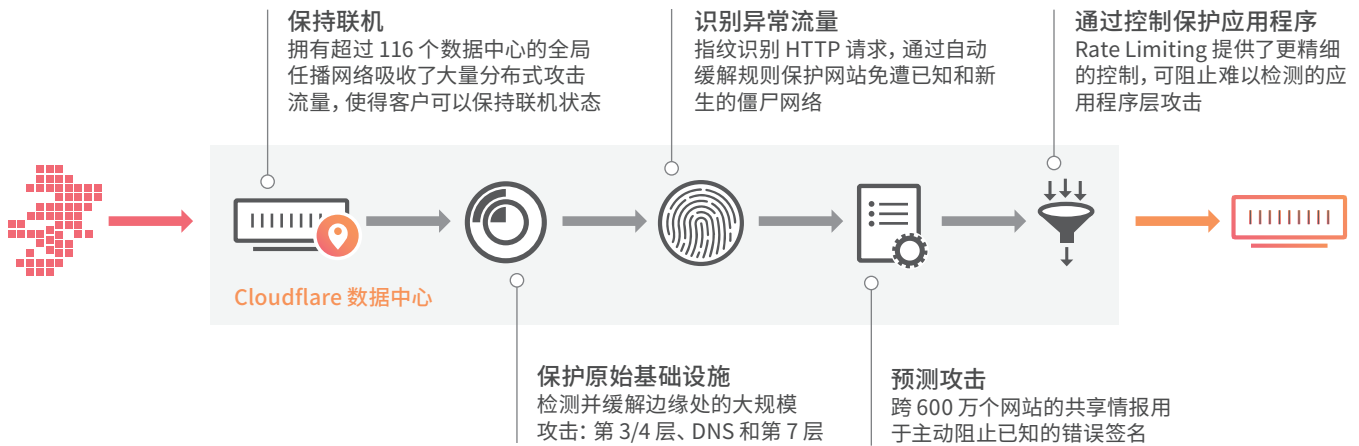 保持联机
拥有超过 116 个数据中心的全局
任播网络吸收了大量分布式攻击
流量，使得客户可以保持联机状态
识别异常流量
指纹识别 HTTP 请求，通过自动
缓解规则保护网站免遭已知和新
生的僵尸网络
通过控制保护应用程序
Rate Limiting 提供了更精细
的控制，可阻止难以检测的应
用程序层攻击
Cloudflare 数据中心
保护原始基础设施
检测并缓解边缘处的大规模
攻击：第 3/4 层、DNS 和第 7 层
预测攻击
跨 600 万个网站的共享情报用
于主动阻止已知的错误签名